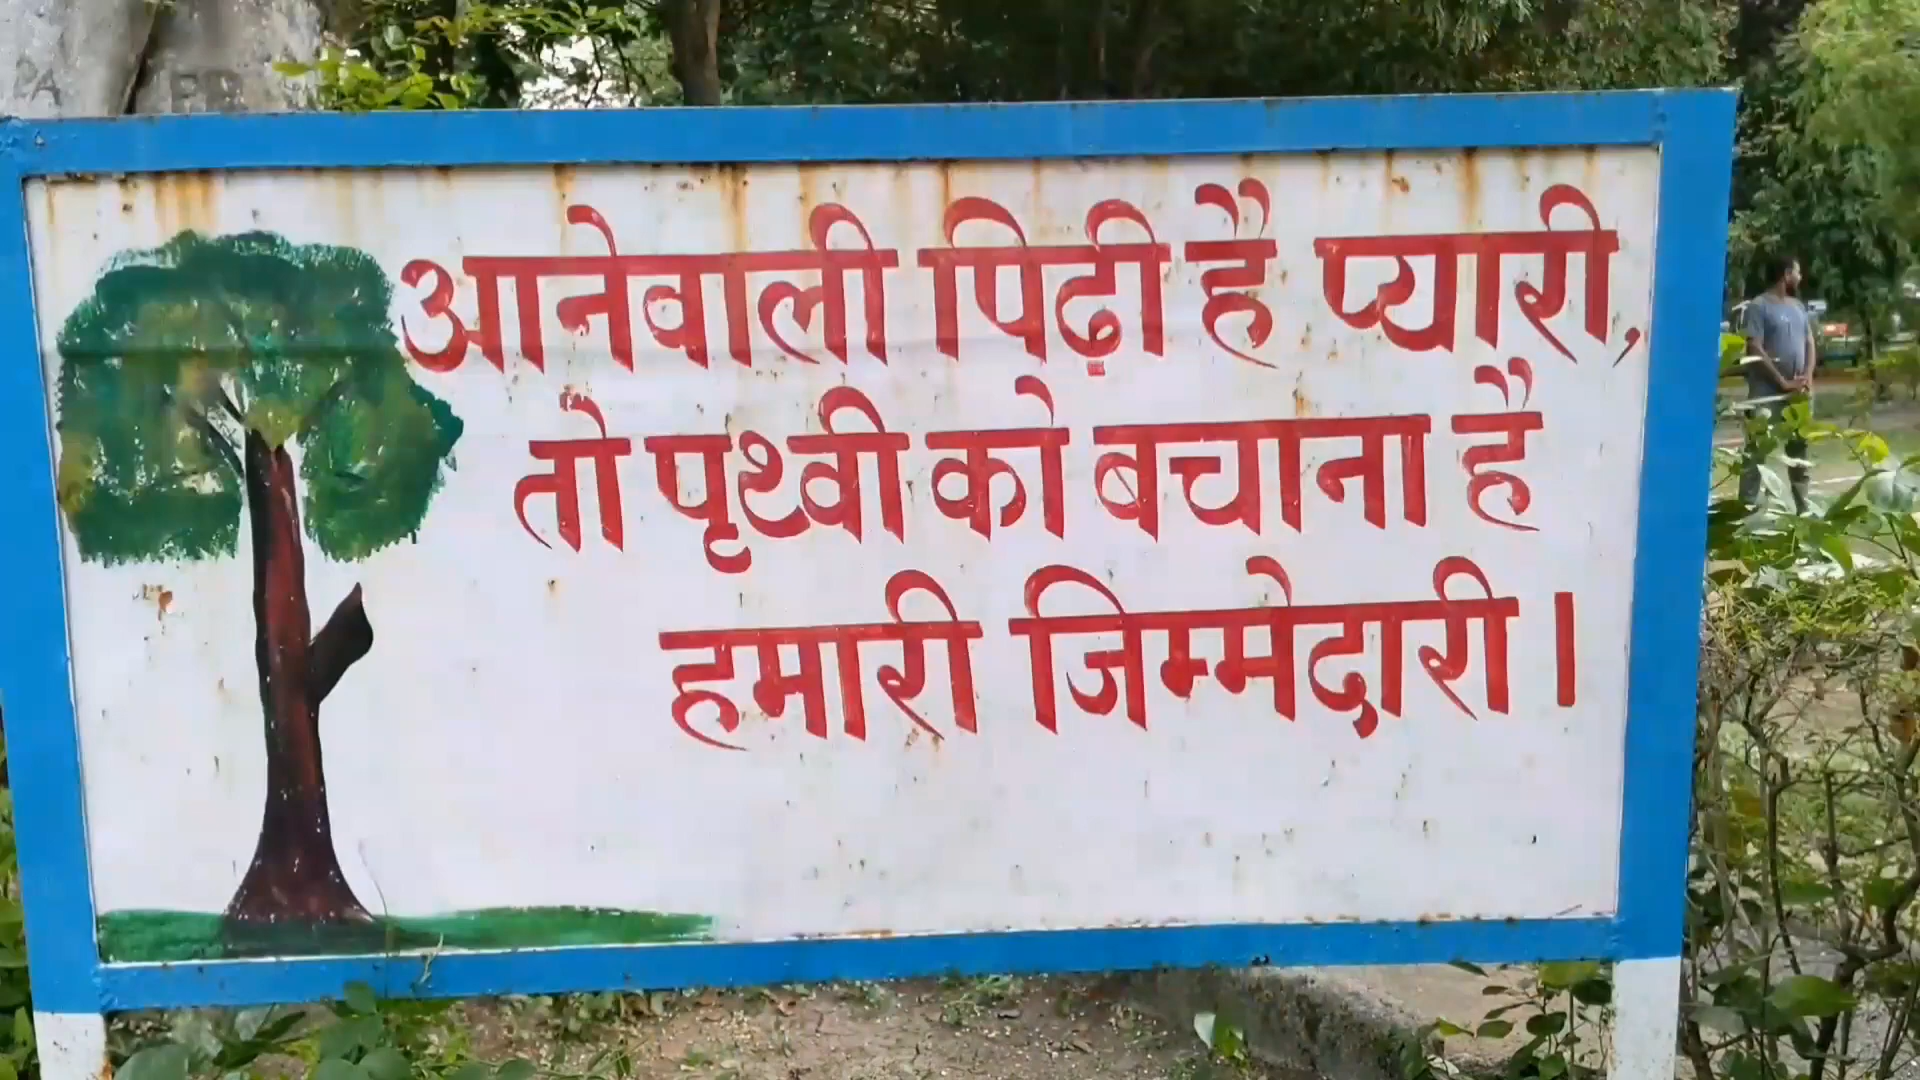 आनेवाली पिढ़ी है प्यारी,
तो पृथ्वी को बचाना है
हमारी जिम्मेदारी।